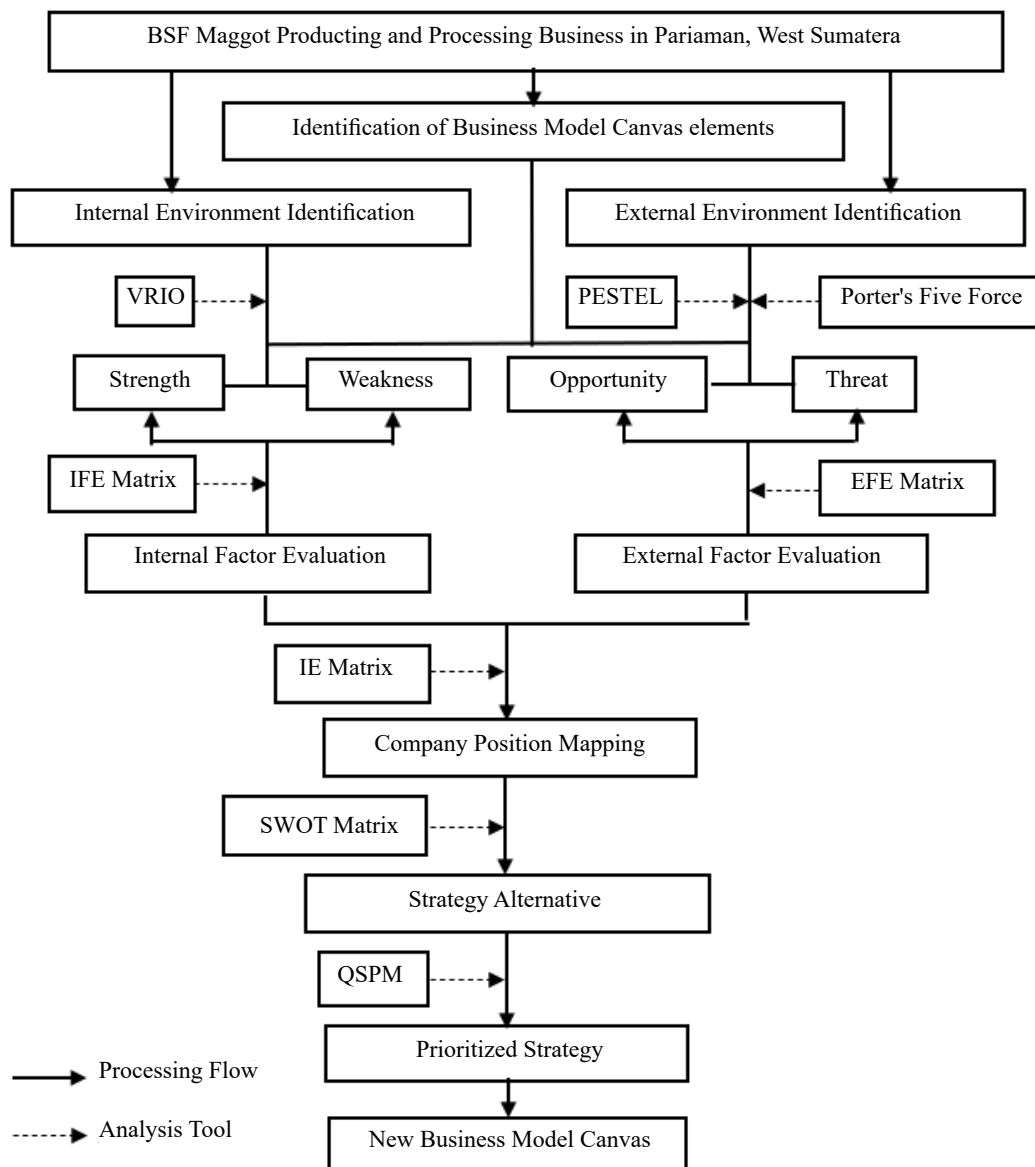 BSF Maggot Producting and Processing Business in Pariaman, West Sumatera
Identification of Business Model Canvas elements
Internal Environment Identification
External Environment Identification
VRIO
PESTEL
Porter's Five Force
Strength
Weakness
Opportunity
Threat
IFE Matrix
EFE Matrix
Internal Factor Evaluation
External Factor Evaluation
IE Matrix
Company Position Mapping
SWOT Matrix
Strategy Alternative
QSPM
Prioritized Strategy
Processing Flow
New Business Model Canvas
Analysis Tool